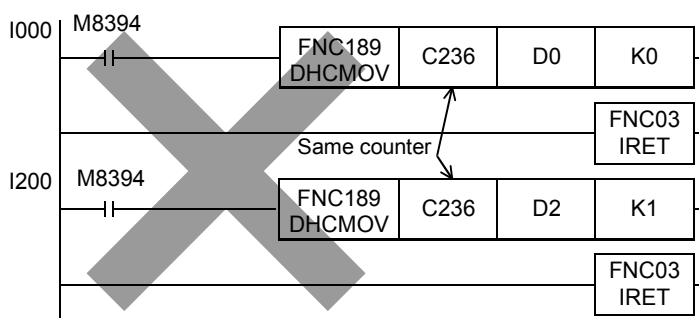 I000
M8394
FNC189
DHCMOV
C236
D0
K0
FNC03
IRET
Same counter
I200
M8394
FNC189
DHCMOV
C236
D2
K1
FNC03
IRET